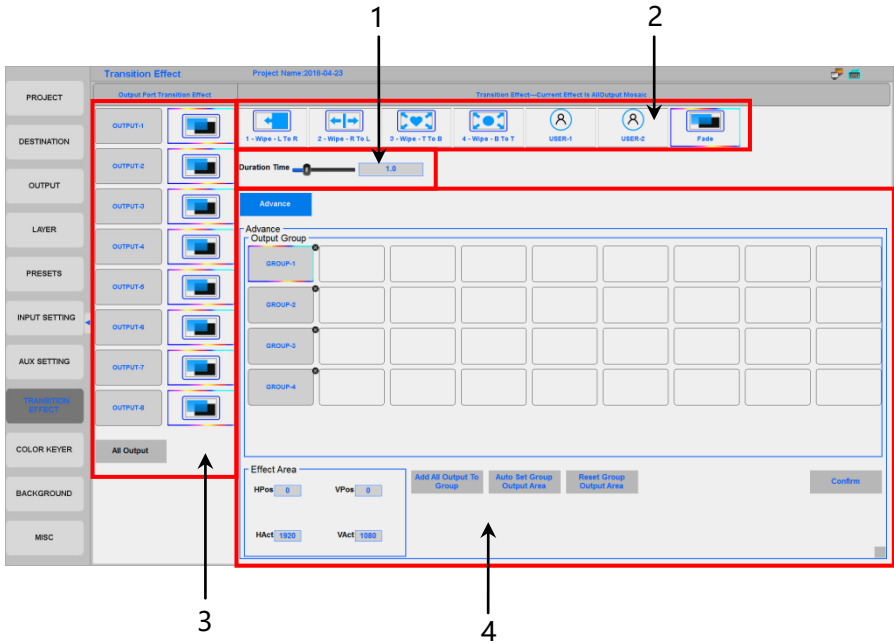 1
2
Transition Effect
Project Name:2018-04-23
PROJECT
DESTINATION
OUTPUT
LAYER
PRESETS
INPUT SETTING
AUX SETTING
TRANSITION
EFFECT
COLOR KEYER
BACKGROUND
MISC
Output Port Transition Effect
OUTPUT-1
OUTPUT-2
OUTPUT-3
OUTPUT-4
OUTPUT-5
OUTPUT-6
OUTPUT-7
OUTPUT-8
All Output
Transition Effect---Current Effect Is AllOutput Mosaic
1 - Wipe - L To R
2 - Wipe - R To L
3 - Wipe - T To B
4 - Wipe - B To T
USER-1
USER-2
Fade
Duration Time
1.0
Advance
Advance
Output Group
GROUP-1
GROUP-2
GROUP-3
GROUP-4
Effect Area
HPos 0
VPos 0
HAct 1920
VAct 1080
Add All Output To
Group
Auto Set Group
Output Area
Reset Group
Output Area
Confirm
3
4